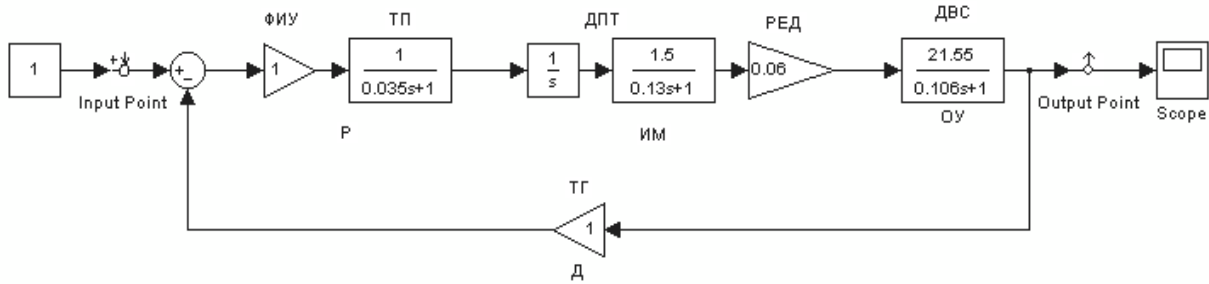 ФИУ
ТП
ДПТ
РЕД
ДВС
1
Input Point
+
+
-
1
1
0.035s+1
1
s
1.5
0.13s+1
0.06
21.55
0.106s+1
ОУ
Output Point
Scope
Р
ИМ
ТГ
1
Д